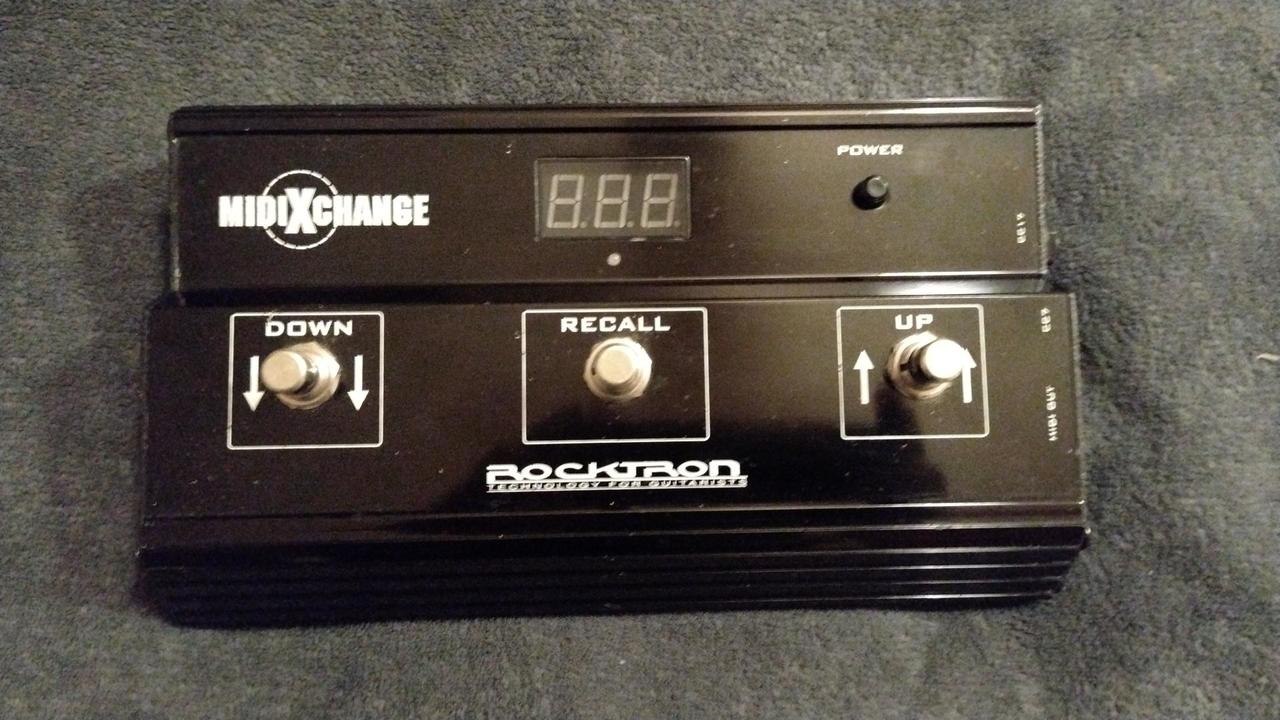 POWER
MIDIXCHANGE
DOWN
RECALL
UP
MIDI OUT
ROCKTRON
TECHNOLOGY FOR GUITARISTS